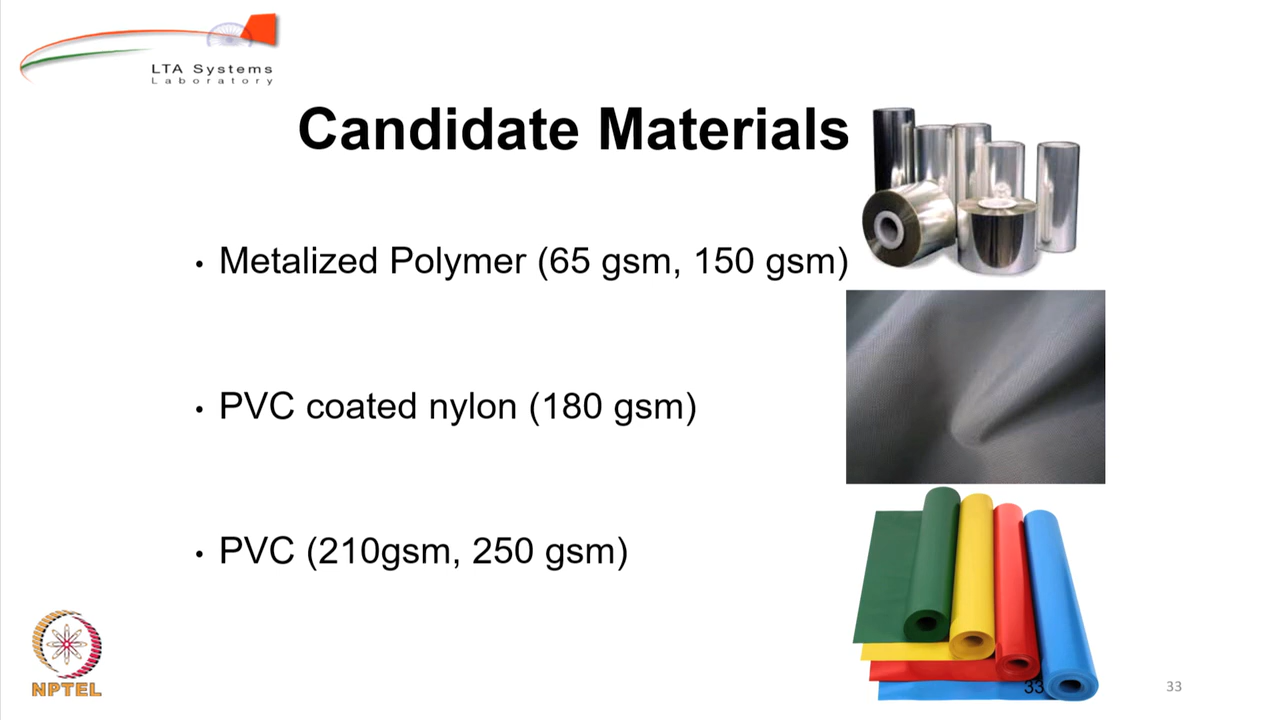 LTA Systems
Laboratory
Candidate Materials
• Metalized Polymer (65 gsm, 150 gsm)
• PVC coated nylon (180 gsm)
• PVC (210gsm, 250 gsm)
NPTEL
33
33